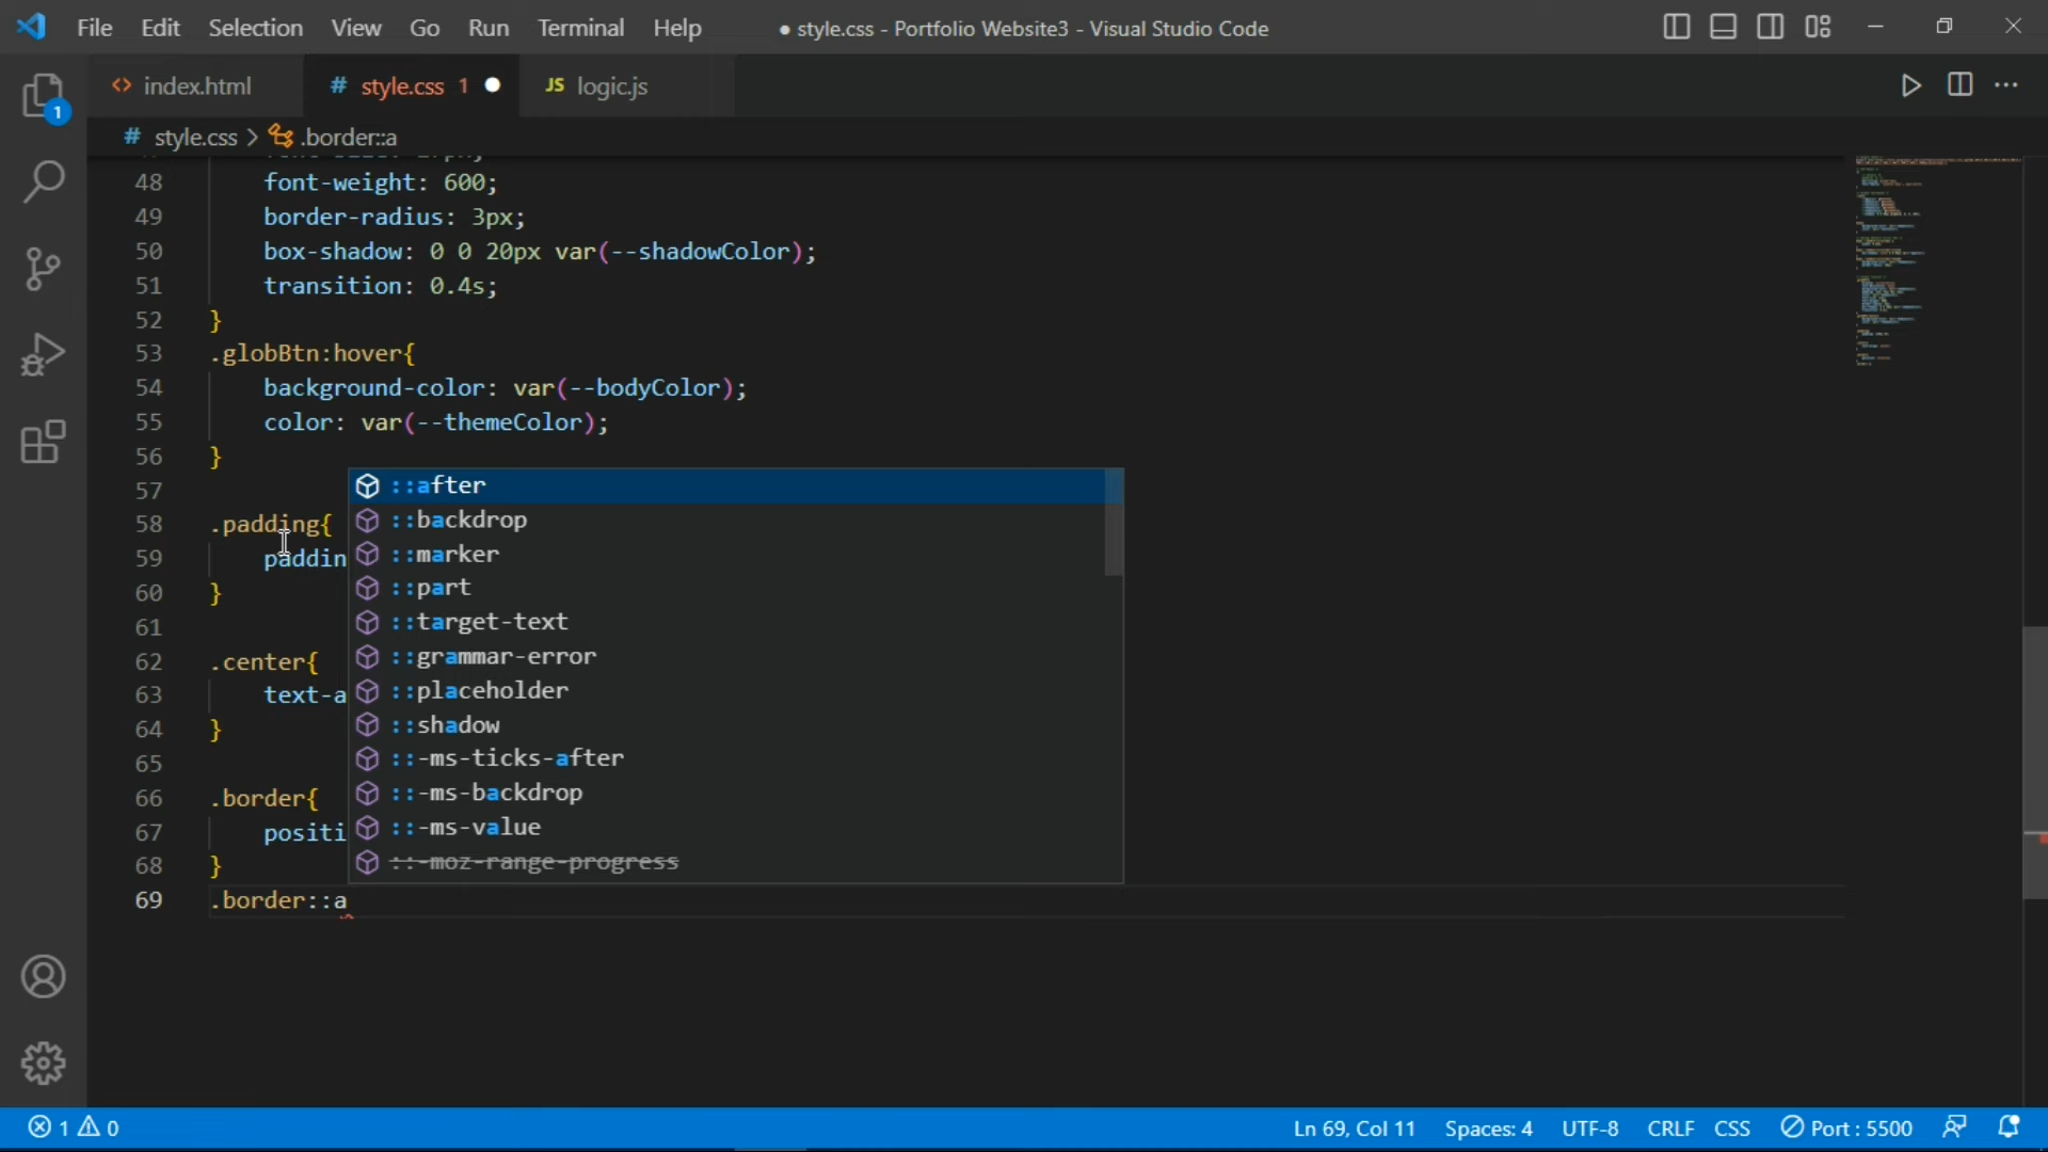 File Edit Selection View Go Run Terminal Help ● style.css - Portfolio Website3 - Visual Studio Code
1
<> index.html # style.css 1 ● JS logic.js
# style.css > .border::a
48 font-weight: 600;
49 border-radius: 3px;
50 box-shadow: 0 0 20px var(--shadowColor);
51 transition: 0.4s;
52 }
53 .globBtn:hover{
54 background-color: var(--bodyColor);
55 color: var(--themeColor);
56 }
57
58 .padding{
59 paddin
60 }
61
62 .center{
63 text-a
64 }
65
66 .border{
67 positi
68 }
69 .border::a
::after
::backdrop
::marker
::part
::target-text
::grammar-error
::placeholder
::shadow
::-ms-ticks-after
::-ms-backdrop
::-ms-value
::-moz-range-progress
1 0 Ln 69, Col 11 Spaces: 4 UTF-8 CRLF CSS Port : 5500